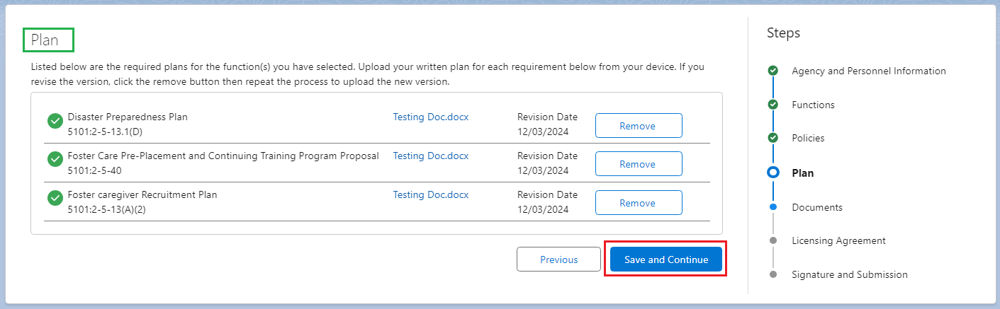 Plan
Listed below are the required plans for the function(s) you have selected. Upload your written plan for each requirement below from your device. If you
revise the version, click the remove button then repeat the process to upload the new version.
Disaster Preparedness Plan
5101:2-5-13.1(D)
Testing Doc.docx
Revision Date
12/03/2024
Remove
Foster Care Pre-Placement and Continuing Training Program Proposal
5101:2-5-40
Testing Doc.docx
Revision Date
12/03/2024
Remove
Foster caregiver Recruitment Plan
5101:2-5-13(A)(2)
Testing Doc.docx
Revision Date
12/03/2024
Remove
Previous
Save and Continue
Steps
Agency and Personnel Information
Functions
Policies
Plan
Documents
Licensing Agreement
Signature and Submission